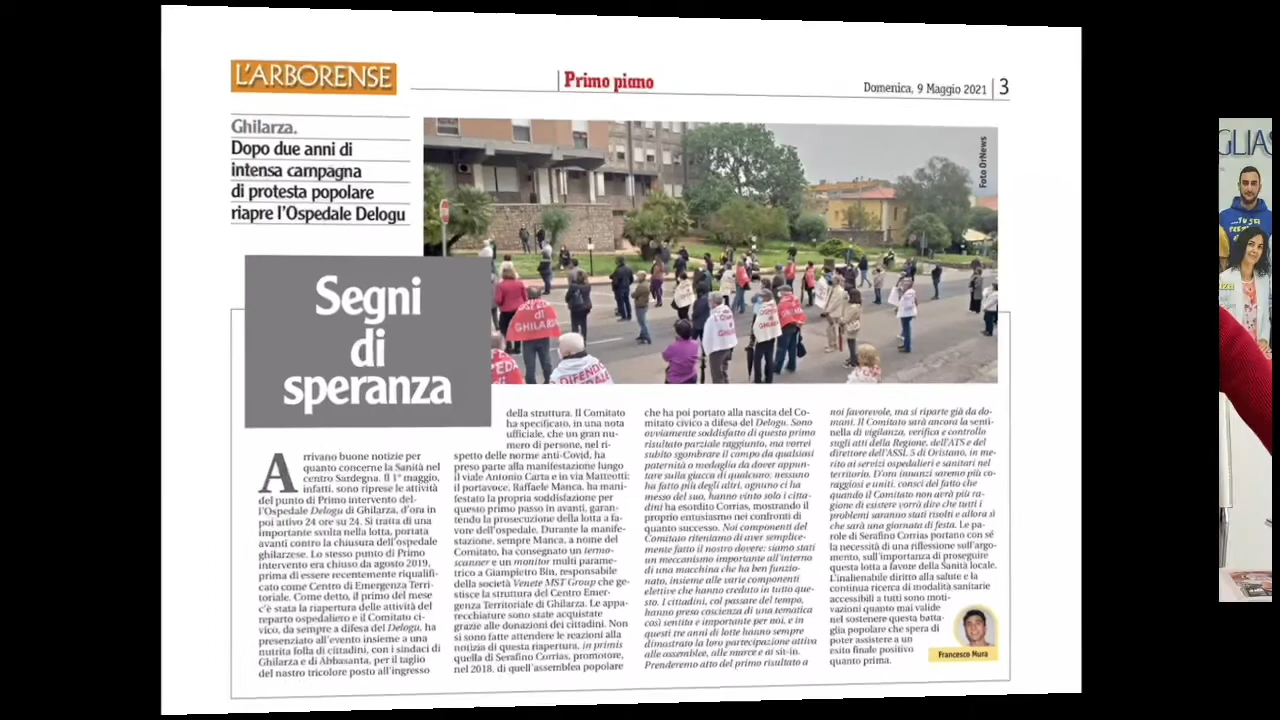 L'ARBORENSE
Primo piano
Domenica, 9 Maggio 2021 3
Ghilarza.
Dopo due anni di
intensa campagna
di protesta popolare
riapre l'Ospedale Delogu
Foto OrNews
GHILARZA
DIFENDO
Segni
di
speranza
Arrivano buone notizie per
quanto concerne la Sanità nel
centro Sardegna. Il 1° maggio,
infatti, sono riprese le attività
del punto di Primo intervento del-
l'Ospedale Delogu di Ghilarza, d'ora in
poi attivo 24 ore su 24. Si tratta di una
importante svolta nella lotta, portata
avanti contro la chiusura dell'ospedale
ghilarzese. Lo stesso punto di Primo
intervento era chiuso da agosto 2019,
prima di essere recentemente riqualifi-
cato come Centro di Emergenza Terri-
toriale. Come detto, il primo del mese
c'è stata la riapertura delle attività del
reparto ospedaliero e il Comitato ci-
vico, da sempre a difesa del Delogu, ha
presenziato all'evento insieme a una
nutrita folla di cittadini, con i sindaci di
Ghilarza e di Abbasanta, per il taglio
del nastro tricolore posto all'ingresso
della struttura. Il Comitato
ha specificato, in una nota
ufficiale, che un gran nu-
mero di persone, nel ri-
spetto delle norme anti-Covid, ha
preso parte alla manifestazione lungo
il viale Antonio Carta e in via Matteotti:
il portavoce, Raffaele Manca, ha mani-
festato la propria soddisfazione per
questo primo passo in avanti, garan-
tendo la prosecuzione della lotta a fa-
vore dell'ospedale. Durante la manife-
stazione, sempre Manca, a nome del
Comitato, ha consegnato un termo-
scanner e un monitor multi parame-
trico a Giampietro Bin, responsabile
della società Venete MST Group che ge-
stisce la struttura del Centro Emer-
genza Territoriale di Ghilarza. Le appa-
recchiature sono state acquistate
grazie alle donazioni dei cittadini. Non
si sono fatte attendere le reazioni alla
notizia di questa riapertura, in primis
quella di Serafino Corrias, promotore,
nel 2018, di quell'assemblea popolare
che ha poi portato alla nascita del Co-
mitato civico a difesa del Delogu. Sono
ovviamente soddisfatto di questo primo
risultato parziale raggiunto, ma vorrei
subito sgombrare il campo da qualsiasi
paternità o medaglia da dover appun-
tare sulla giacca di qualcuno; nessuno
ha fatto più degli altri, ognuno ci ha
messo del suo, hanno vinto solo i citta-
dini ha esordito Corrias, mostrando il
proprio entusiasmo nei confronti di
quanto successo. Noi componenti del
Comitato riteniamo di aver semplice-
mente fatto il nostro dovere: siamo stati
un meccanismo importante all'interno
di una macchina che ha ben funzio-
nato, insieme alle varie componenti
elettive che hanno creduto in tutto que-
sto. I cittadini, col passare del tempo,
hanno preso coscienza di una tematica
così sentita e importante per noi, e in
questi tre anni di lotte hanno sempre
dimostrato la loro partecipazione attiva
alle assemblee, alle marce e ai sit-in.
Prenderemo atto del primo risultato a
noi favorevole, ma si riparte già da do-
mani. Il Comitato sarà ancora la senti-
nella di vigilanza, verifica e controllo
sugli atti della Regione, dell'ATS e del
direttore dell'ASSL 5 di Oristano, in me-
rito ai servizi ospedalieri e sanitari nel
territorio. D'ora innanzi saremo più co-
raggiosi e uniti, consci del fatto che
quando il Comitato non avrà più ra-
gione di esistere vorrà dire che tutti i
problemi saranno stati risolti e allora sì
che sarà una giornata di festa. Le pa-
role di Serafino Corrias portano con sé
la necessità di una riflessione sull'argo-
mento, sull'importanza di proseguire
questa lotta a favore della Sanità locale.
L'inalienabile diritto alla salute e la
continua ricerca di modalità sanitarie
accessibili a tutti sono moti-
vazioni quanto mai valide
nel sostenere questa batta-
glia popolare che spera di
poter assistere a un
esito finale positivo
quanto prima.
Francesco Mura
GLIAS